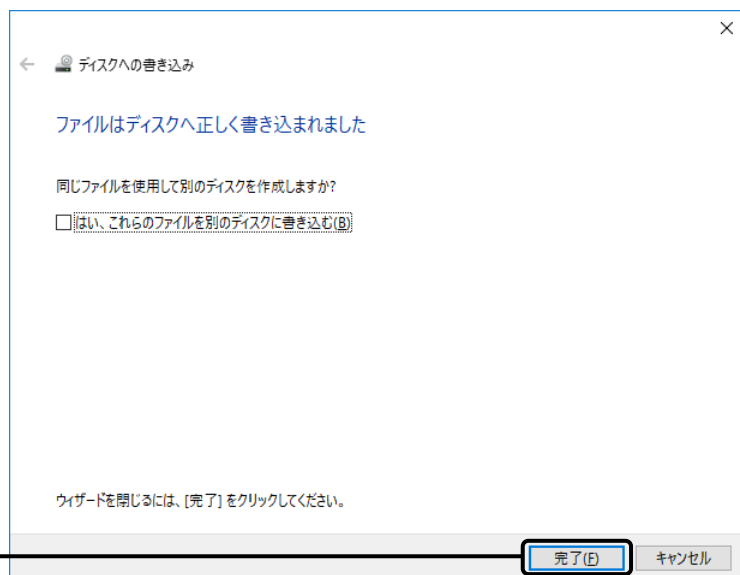 ディスクへの書き込み
ファイルはディスクへ正しく書き込まれました
同じファイルを使用して別のディスクを作成しますか?
はい、これらのファイルを別のディスクに書き込む(B)
ウィザードを閉じるには、[完了] をクリックしてください。
完了(F) キャンセル